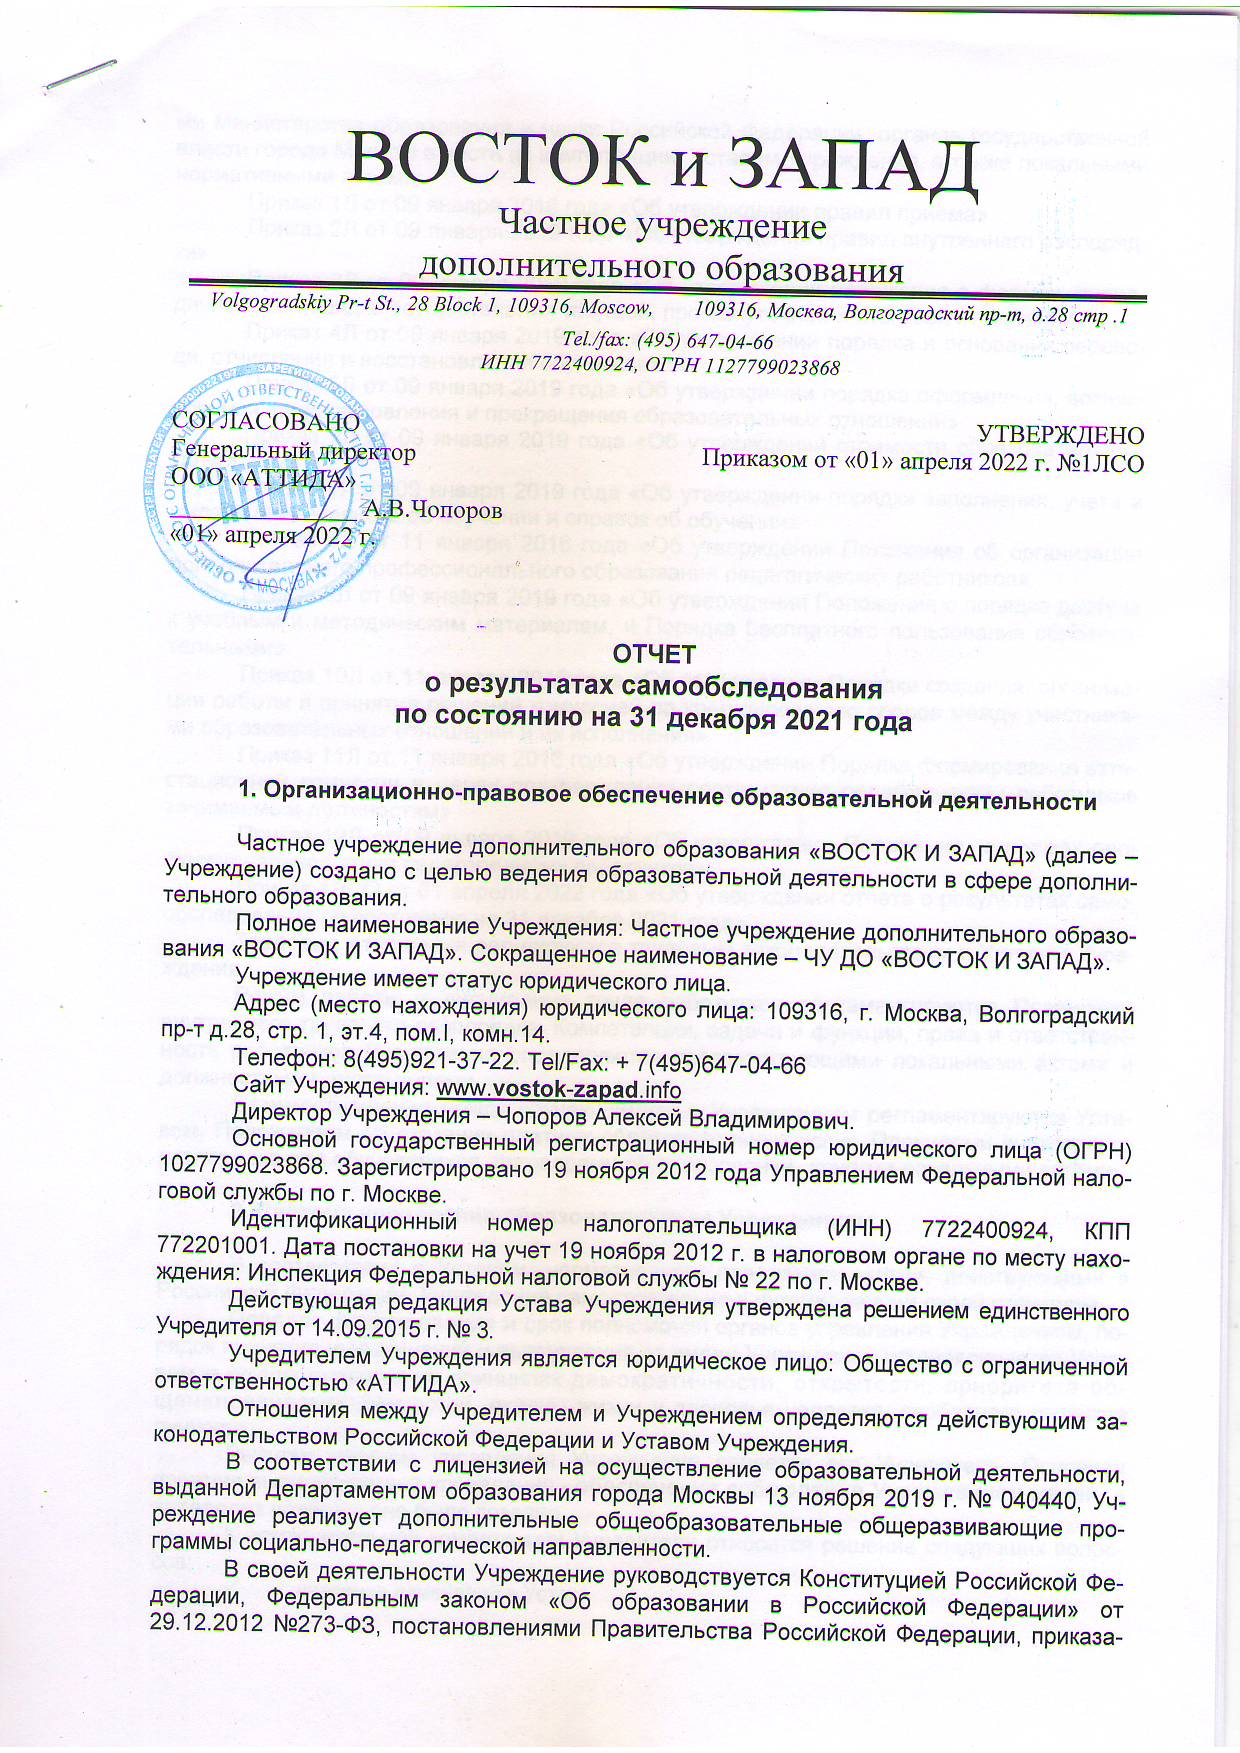 ВОСТОК и ЗАПАД
Частное учреждение
дополнительного образования
Volgogradskiy Pr-t St., 28 Block 1, 109316, Moscow, 109316, Москва, Волгоградский пр-т, д.28 стр .1
Tel./fax: (495) 647-04-66
ИНН 7722400924, ОГРН 1127799023868
СОГЛАСОВАНО
Генеральный директор
ООО «АТТИДА»
А.В.Чопоров
«01» апреля 2022 г.
УТВЕРЖДЕНО
Приказом от «01» апреля 2022 г. №1ЛСО
"АТТИДА"
МОСКВА
ОТЧЕТ
о результатах самообследования
по состоянию на 31 декабря 2021 года
1. Организационно-правовое обеспечение образовательной деятельности
Частное учреждение дополнительного образования «ВОСТОК И ЗАПАД» (далее –
Учреждение) создано с целью ведения образовательной деятельности в сфере дополни-
тельного образования.
Полное наименование Учреждения: Частное учреждение дополнительного образо-
вания «ВОСТОК И ЗАПАД». Сокращенное наименование – ЧУ ДО «ВОСТОК И ЗАПАД».
Учреждение имеет статус юридического лица.
Адрес (место нахождения) юридического лица: 109316, г. Москва, Волгоградский
пр-т д.28, стр. 1, эт.4, пом.I, комн.14.
Телефон: 8(495)921-37-22. Tel/Fax: + 7(495)647-04-66
Сайт Учреждения: www.vostok-zapad.info
Директор Учреждения – Чопоров Алексей Владимирович.
Основной государственный регистрационный номер юридического лица (ОГРН)
1027799023868. Зарегистрировано 19 ноября 2012 года Управлением Федеральной нало-
говой службы по г. Москве.
Идентификационный номер налогоплательщика (ИНН) 7722400924, КПП
772201001. Дата постановки на учет 19 ноября 2012 г. в налоговом органе по месту нахо-
ждения: Инспекция Федеральной налоговой службы № 22 по г. Москве.
Действующая редакция Устава Учреждения утверждена решением единственного
Учредителя от 14.09.2015 г. № 3.
Учредителем Учреждения является юридическое лицо: Общество с ограниченной
ответственностью «АТТИДА».
Отношения между Учредителем и Учреждением определяются действующим за-
конодательством Российской Федерации и Уставом Учреждения.
В соответствии с лицензией на осуществление образовательной деятельности,
выданной Департаментом образования города Москвы 13 ноября 2019 г. № 040440, Уч-
реждение реализует дополнительные общеобразовательные общеразвивающие про-
граммы социально-педагогической направленности.
В своей деятельности Учреждение руководствуется Конституцией Российской Фе-
дерации, Федеральным законом «Об образовании в Российской Федерации» от
29.12.2012 №273-ФЗ, постановлениями Правительства Российской Федерации, приказа-